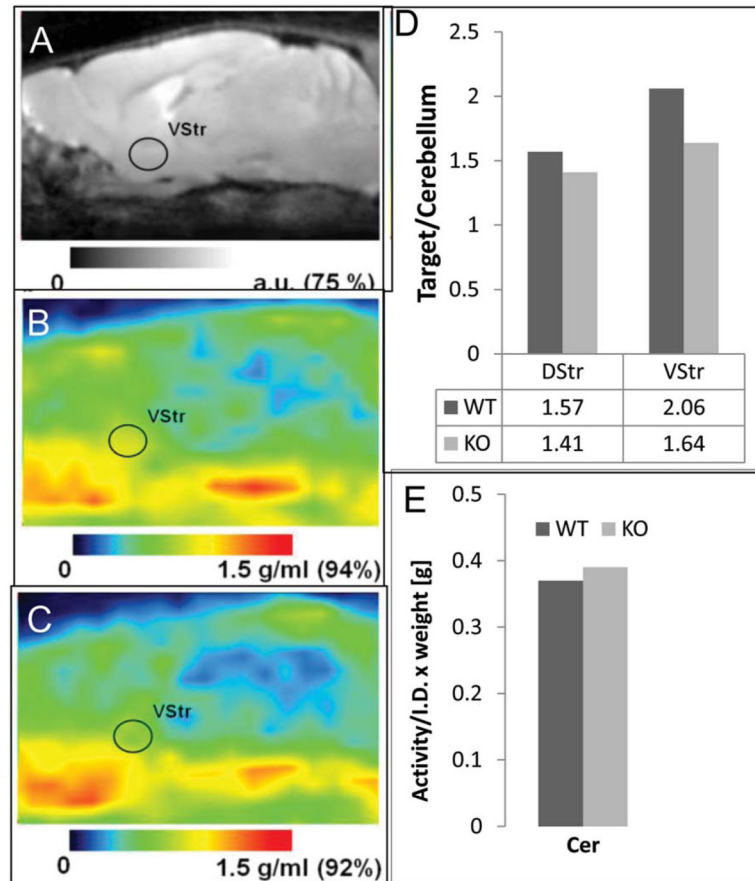 A
VStr
0 a.u. (75 %)
B
VStr
0 1.5 g/ml (94%)
C
VStr
0 1.5 g/ml (92%)
D
Target/Cerebellum
2.5
2
1.5
1
0.5
0
DStr VStr
WT 1.57 2.06
KO 1.41 1.64
E
Activity/I.D. x weight [g]
WT KO
0.5
0.4
0.3
0.2
0.1
0
Cer